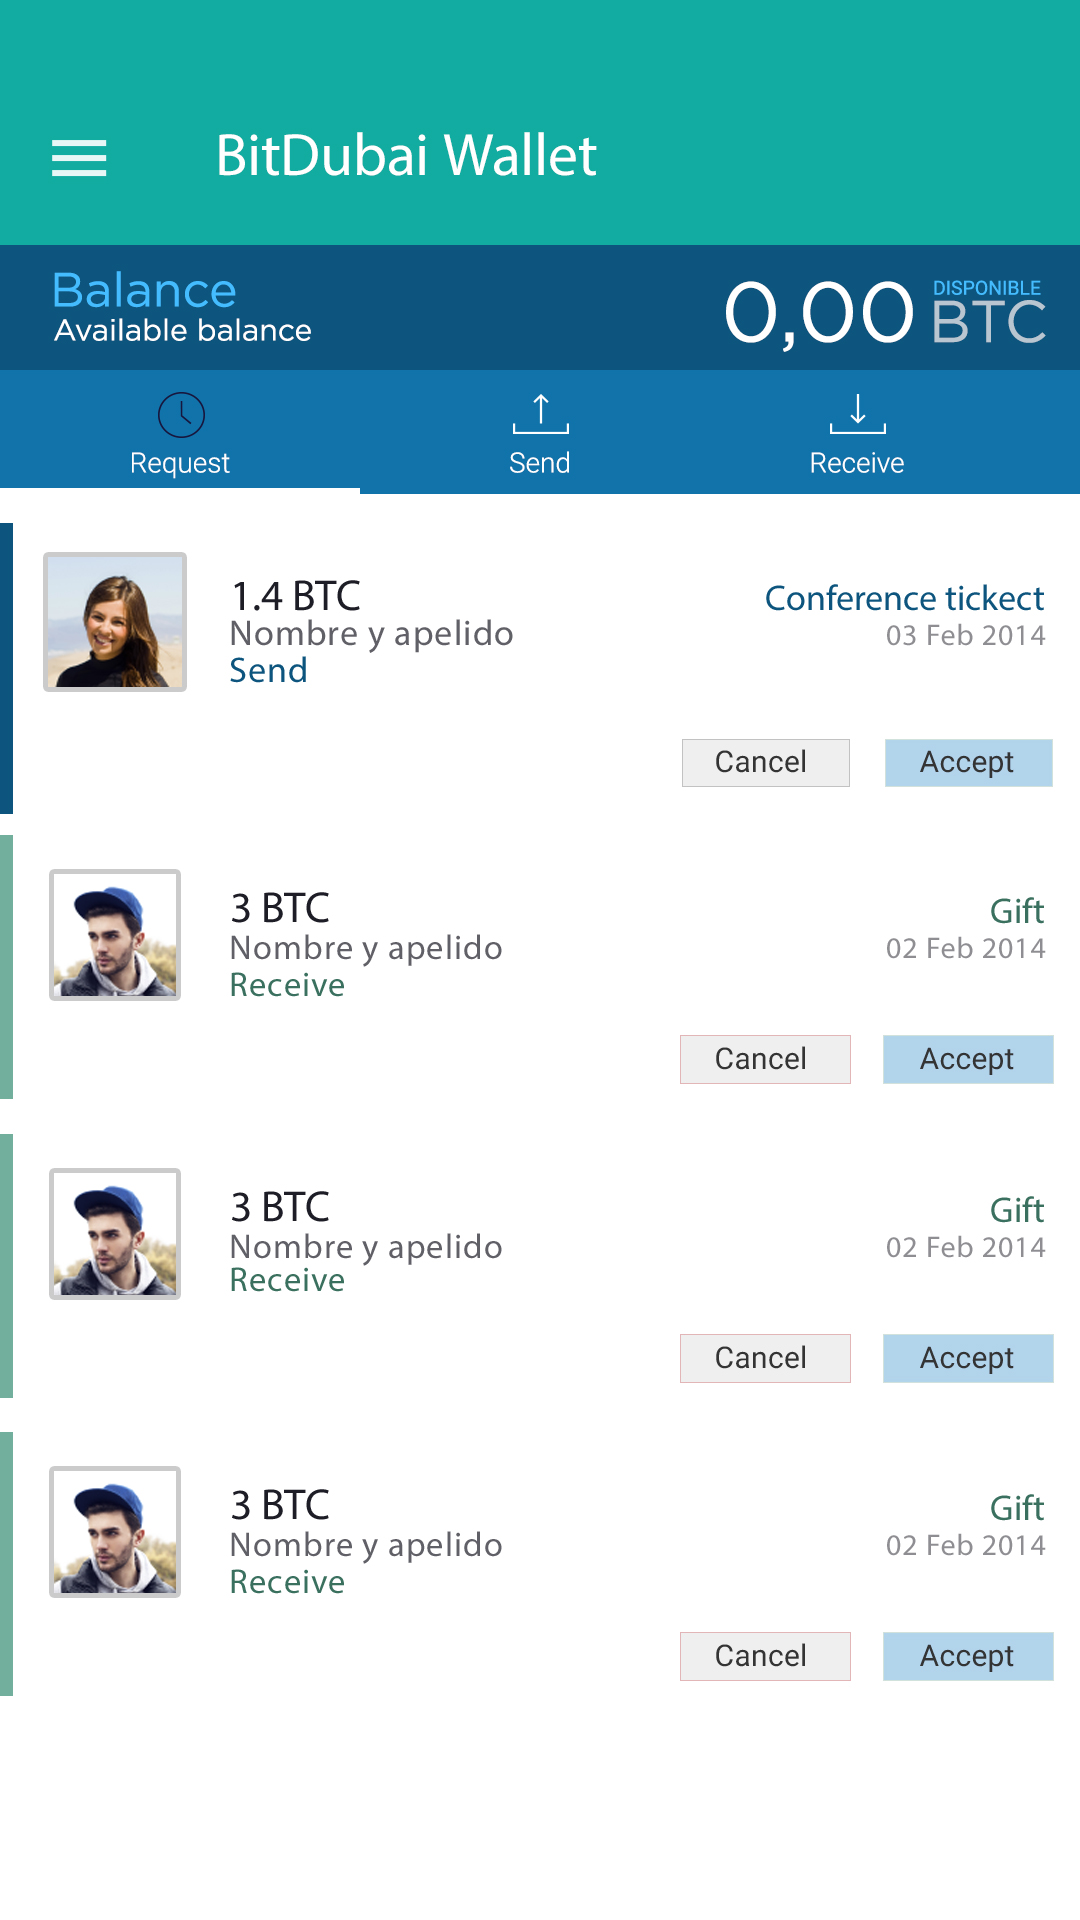 BitDubai Wallet
Balance
Available balance
0,00
DISPONIBLE
BTC
Request
Send
Receive
1.4 BTC
Conference tickect
Nombre y apelido
03 Feb 2014
Send
Cancel
Accept
3 BTC
Gift
Nombre y apelido
02 Feb 2014
Receive
Cancel
Accept
3 BTC
Gift
Nombre y apelido
02 Feb 2014
Receive
Cancel
Accept
3 BTC
Gift
Nombre y apelido
02 Feb 2014
Receive
Cancel
Accept